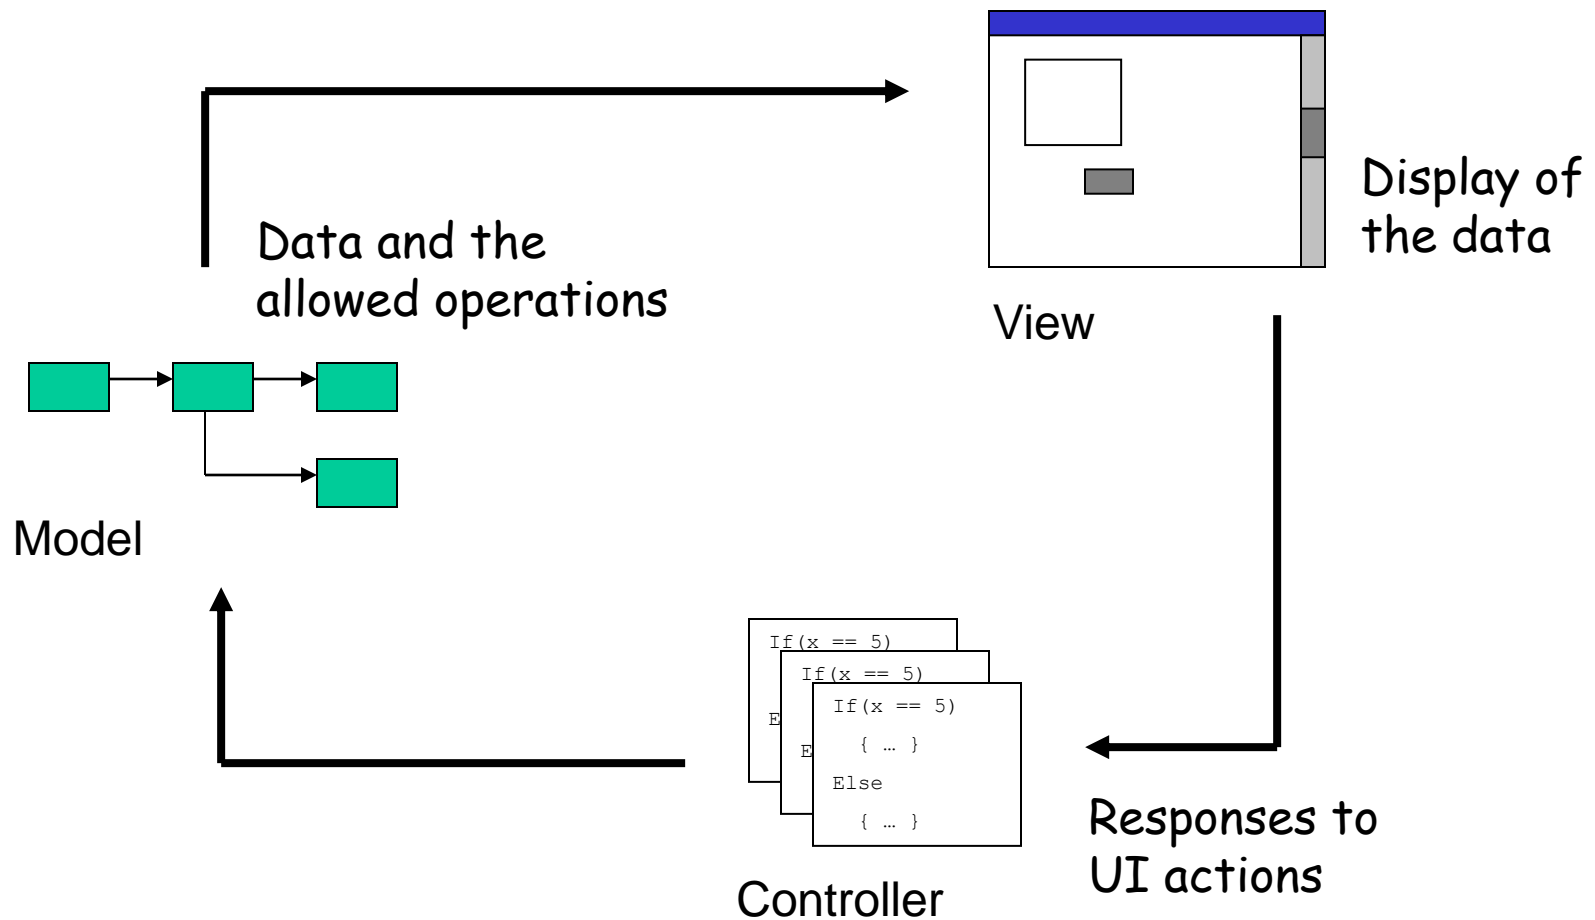 Data and the
allowed operations
Display of
the data
View
Model
If(x == 5)
E
If(x == 5)
E
If(x == 5)
{ … }
Else
{ … }
Responses to
UI actions
Controller